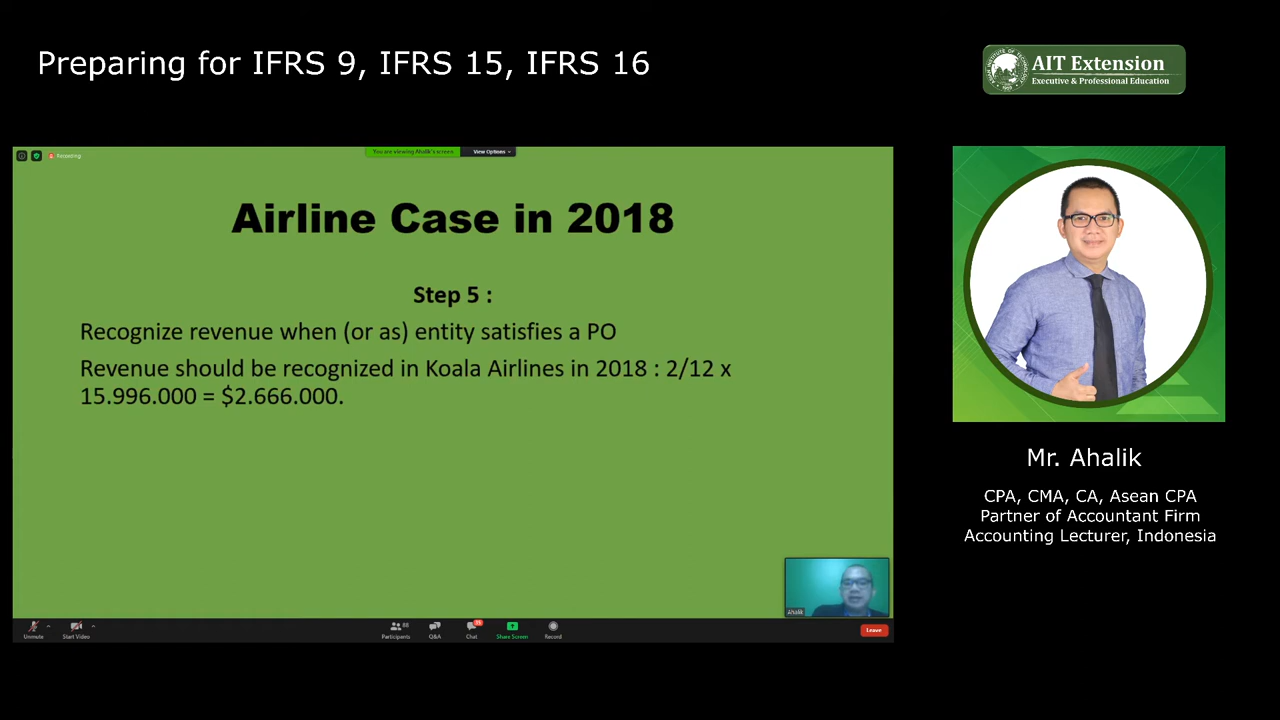 Preparing for IFRS 9, IFRS 15, IFRS 16
AIT Extension
Executive & Professional Education
Recording
You are viewing Ahalik's screen
View Options
Airline Case in 2018
Step 5 :
Recognize revenue when (or as) entity satisfies a PO
Revenue should be recognized in Koala Airlines in 2018 : 2/12 x
15.996.000 = $2.666.000.
Ahalik
Mr. Ahalik
CPA, CMA, CA, Asean CPA
Partner of Accountant Firm
Accounting Lecturer, Indonesia
Unmute
Start Video
Participants
Q&A
Chat
Share Screen
Record
Leave